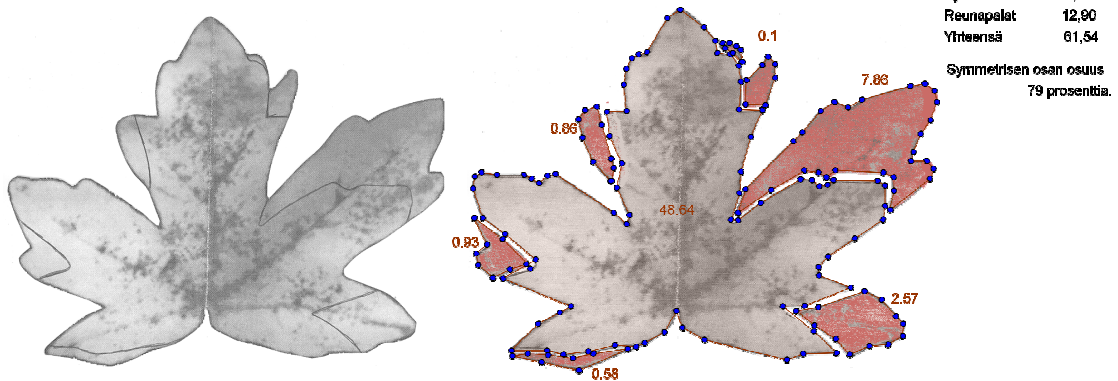 Reunapalat 12,90
Yhteensä 61,54
Symmetrisen osan osuus
79 prosenttia.
0.1
7.86
0.86
48.64
0.93
2.57
0.58